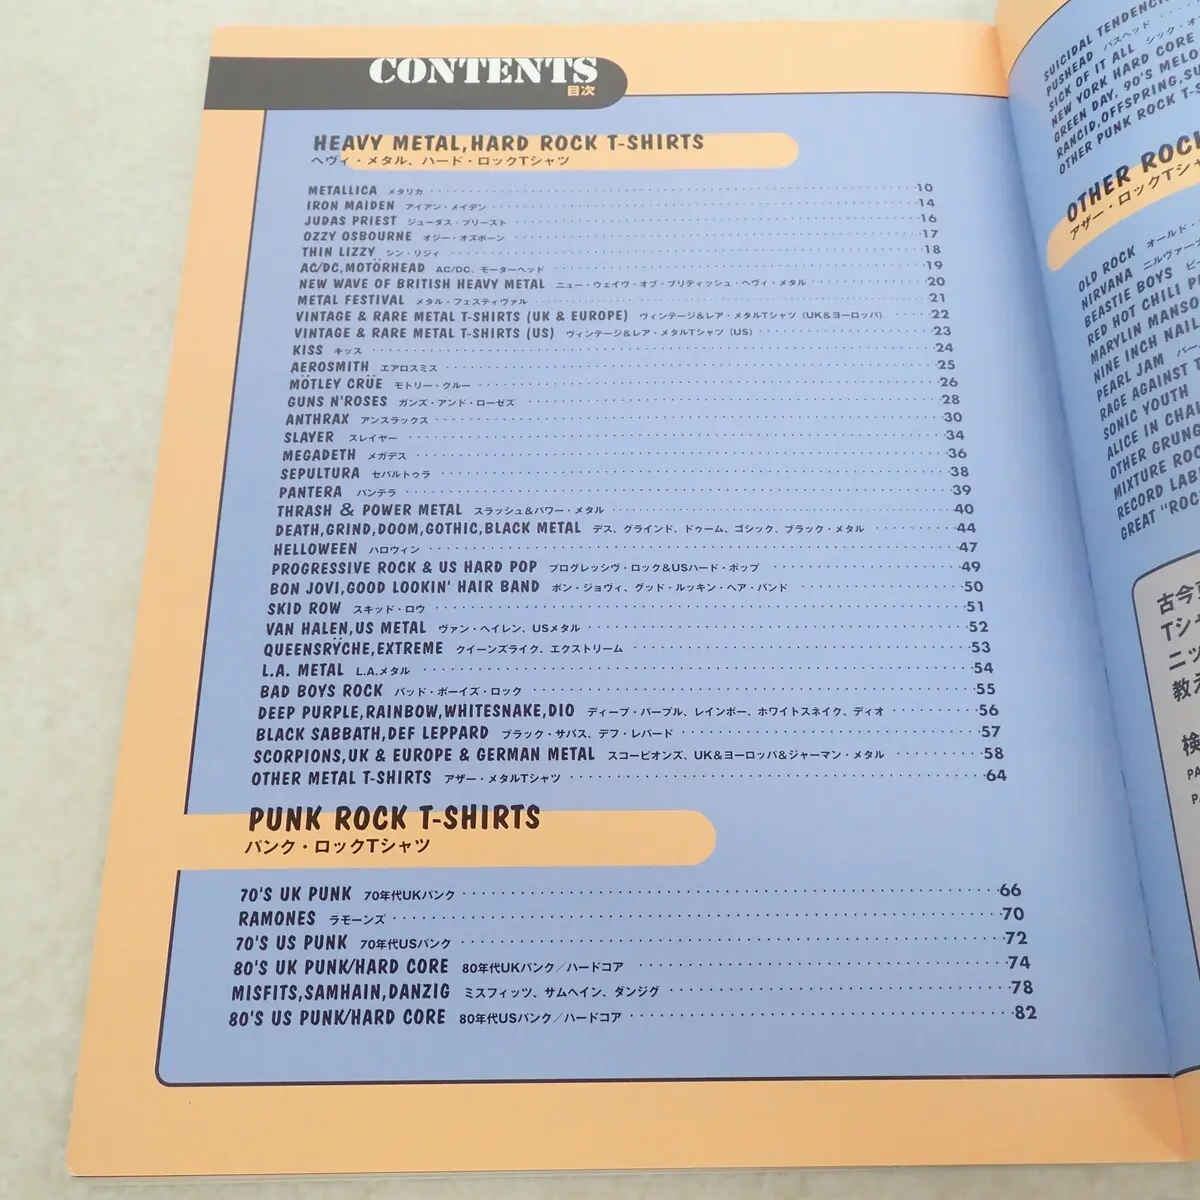 CONTENTS
目次
HEAVY METAL,HARD ROCK T-SHIRTS
ヘヴィ・メタル、ハード・ロックTシャツ
METALLICA メタリカ 10
IRON MAIDEN アイアン・メイデン 14
JUDAS PRIEST ジューダス・プリースト 16
OZZY OSBOURNE オジー・オズボーン 17
THIN LIZZY シン・リジィ 18
AC/DC,MOTÖRHEAD AC/DC、モーターヘッド 19
NEW WAVE OF BRITISH HEAVY METAL ニュー・ウェイヴ・オブ・ブリティッシュ・ヘヴィ・メタル 20
METAL FESTIVAL メタル・フェスティヴァル 21
VINTAGE & RARE METAL T-SHIRTS (UK & EUROPE) ヴィンテージ&レア・メタルTシャツ（UK&ヨーロッパ） 22
VINTAGE & RARE METAL T-SHIRTS (US) ヴィンテージ&レア・メタルTシャツ（US） 23
KISS キッス 24
AEROSMITH エアロスミス 25
MÖTLEY CRÜE モトリー・クルー 26
GUNS N'ROSES ガンズ・アンド・ローゼズ 28
ANTHRAX アンスラックス 30
SLAYER スレイヤー 34
MEGADETH メガデス 36
SEPULTURA セパルトゥラ 38
PANTERA パンテラ 39
THRASH & POWER METAL スラッシュ&パワー・メタル 40
DEATH,GRIND,DOOM,GOTHIC,BLACK METAL デス、グラインド、ドゥーム、ゴシック、ブラック・メタル 44
HELLOWEEN ハロウィン 47
PROGRESSIVE ROCK & US HARD POP プログレッシヴ・ロック&USハード・ポップ 49
BON JOVI,GOOD LOOKIN' HAIR BAND ボン・ジョヴィ、グッド・ルッキン・ヘア・バンド 50
SKID ROW スキッド・ロウ 51
VAN HALEN,US METAL ヴァン・ヘイレン、USメタル 52
QUEENSRŸCHE,EXTREME クイーンズライク、エクストリーム 53
L.A. METAL L.A.メタル 54
BAD BOYS ROCK バッド・ボーイズ・ロック 55
DEEP PURPLE,RAINBOW,WHITESNAKE,DIO ディープ・パープル、レインボー、ホワイトスネイク、ディオ 56
BLACK SABBATH,DEF LEPPARD ブラック・サバス、デフ・レパード 57
SCORPIONS,UK & EUROPE & GERMAN METAL スコーピオンズ、UK&ヨーロッパ&ジャーマン・メタル 58
OTHER METAL T-SHIRTS アザー・メタルTシャツ 64
PUNK ROCK T-SHIRTS
パンク・ロックTシャツ
70'S UK PUNK 70年代UKパンク 66
RAMONES ラモーンズ 70
70'S US PUNK 70年代USパンク 72
80'S UK PUNK/HARD CORE 80年代UKパンク／ハードコア 74
MISFITS,SAMHAIN,DANZIG ミスフィッツ、サムヘイン、ダンジグ 78
80'S US PUNK/HARD CORE 80年代USパンク／ハードコア 82
SUICIDAL
PUSHEAD パスヘッド
SICK OF IT ALL シック・オ
NEW YORK HARD CORE
GREEN DAY, 90'S
RANCID,OFFSPRING,
OTHER PUNK ROCK
OTHER
アザー・ロックTシャ
OLD ROCK オールド・
NIRVANA ニルヴァー
BEASTIE BOYS
RED HOT CHILI
MARYLIN
NINE INCH
PEARL JAM
RAGE AGAINST
SONIC YOUTH
ALICE IN
OTHER
MIXTURE
RECORD
GREAT
古今
Tシ
ニッ
教え
検